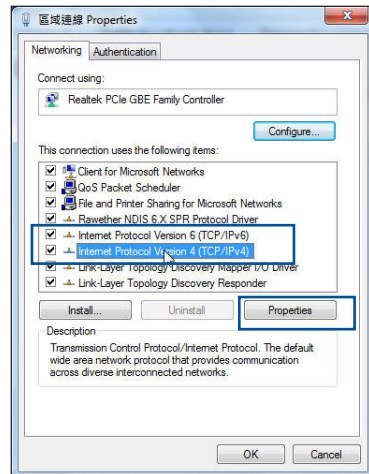 區域連線 Properties
Networking Authentication
Connect using:
Realtek PCIe GBE Family Controller
Configure...
This connection uses the following items:
Client for Microsoft Networks
QoS Packet Scheduler
File and Printer Sharing for Microsoft Networks
Rawether NDIS 6.X SPR Protocol Driver
Internet Protocol Version 6 (TCP/IPv6)
Internet Protocol Version 4 (TCP/IPv4)
Link-Layer Topology Discovery Mapper I/O Driver
Link-Layer Topology Discovery Responder
Install... Uninstall Properties
Description
Transmission Control Protocol/Internet Protocol. The default
wide area network protocol that provides communication
across diverse interconnected networks.
OK Cancel